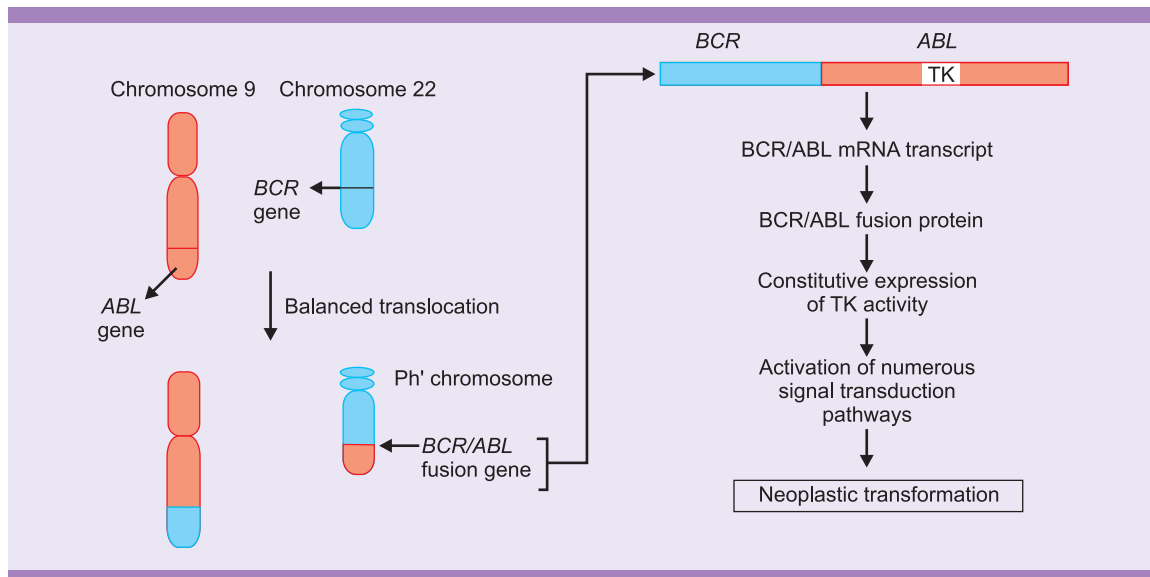 Chromosome 9
Chromosome 22
BCR
gene
ABL
gene
Balanced translocation
Ph' chromosome
BCR/ABL
fusion gene
BCR
ABL
TK
BCR/ABL mRNA transcript
BCR/ABL fusion protein
Constitutive expression
of TK activity
Activation of numerous
signal transduction
pathways
Neoplastic transformation